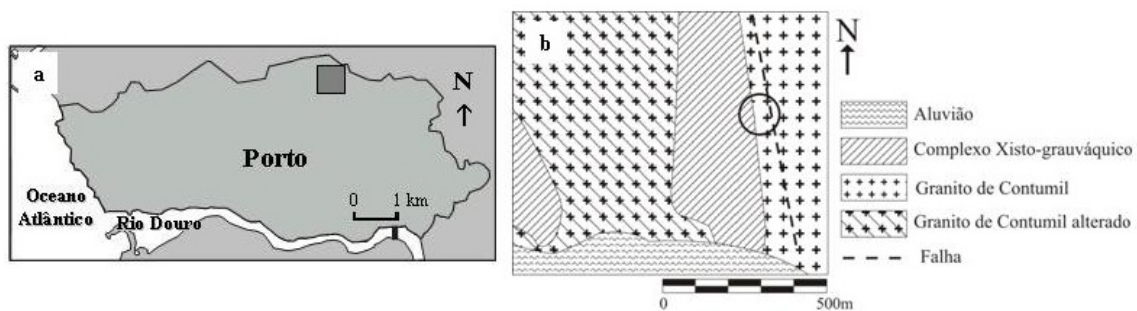 a
N
Porto
0 1 km
Oceano
Atlântico
Rio Douro
b
N
Aluvião
Complexo Xisto-grauváquico
Granito de Contumil
Granito de Contumil alterado
Falha
0 500m